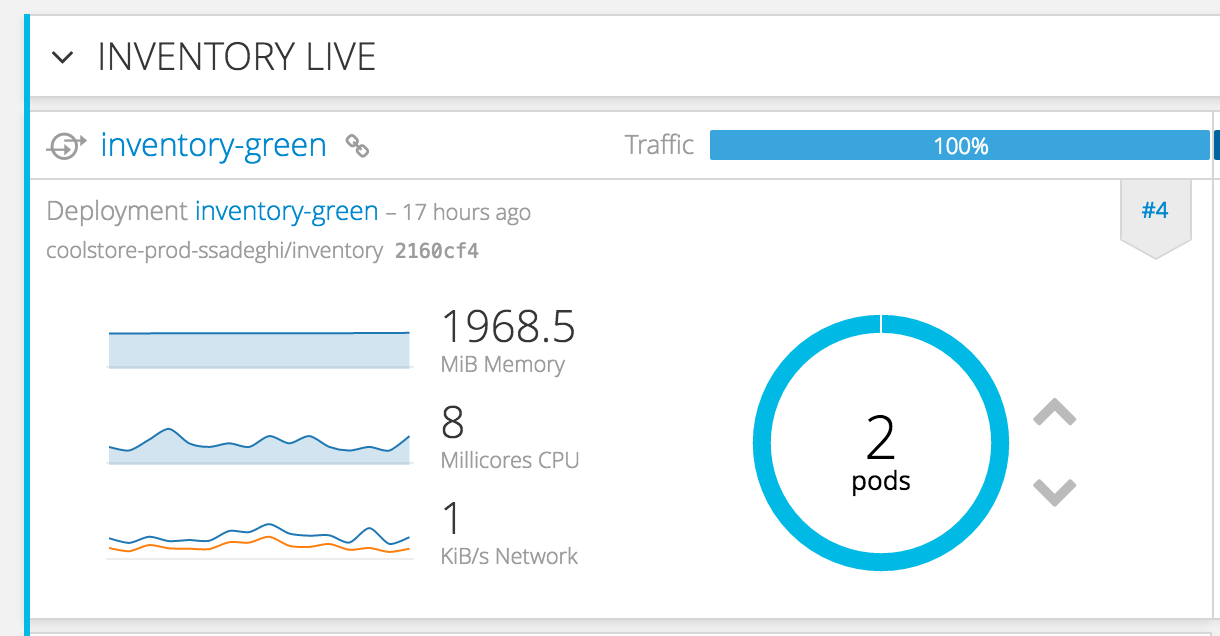 INVENTORY LIVE
inventory-green Traffic 100%
Deployment inventory-green – 17 hours ago #4
coolstore-prod-ssadeghi/inventory 2160cf4
1968.5
MiB Memory
8
Millicores CPU
1
KiB/s Network
2
pods